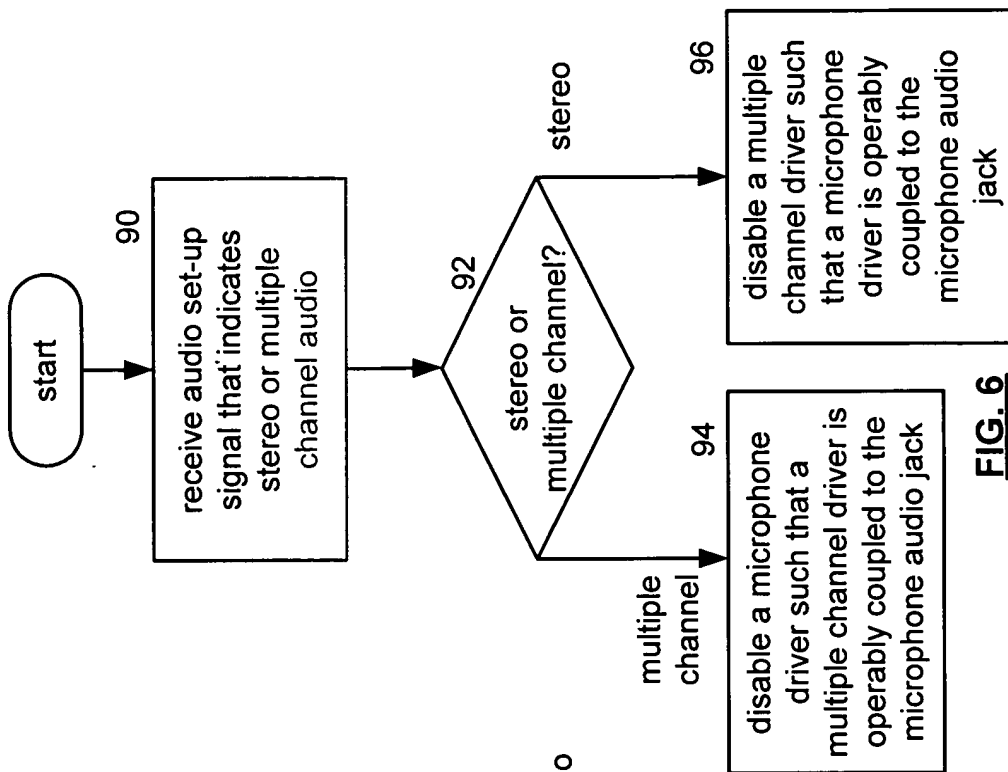 start
90
receive audio set-up
signal that indicates
stereo or multiple
channel audio
92
stereo or
multiple channel?
multiple
channel
stereo
94
disable a microphone
driver such that a
multiple channel driver is
operably coupled to the
microphone audio jack
96
disable a multiple
channel driver such
that a microphone
driver is operably
coupled to the
microphone audio
jack
o
FIG. 6